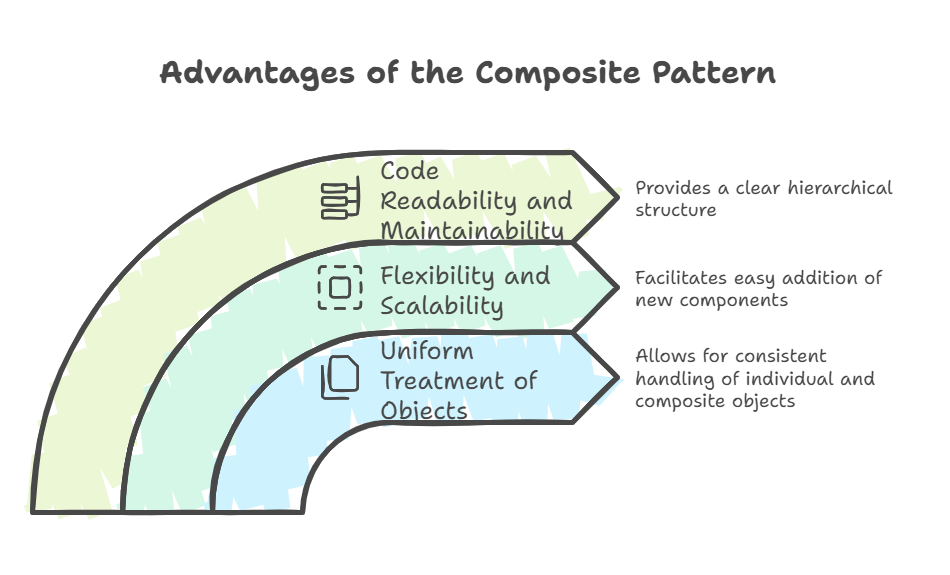 Advantages of the Composite Pattern
Code
Readability and
Maintainability
Provides a clear hierarchical
structure
Flexibility and
Scalability
Facilitates easy addition of
new components
Uniform
Treatment of
Objects
Allows for consistent
handling of individual and
composite objects